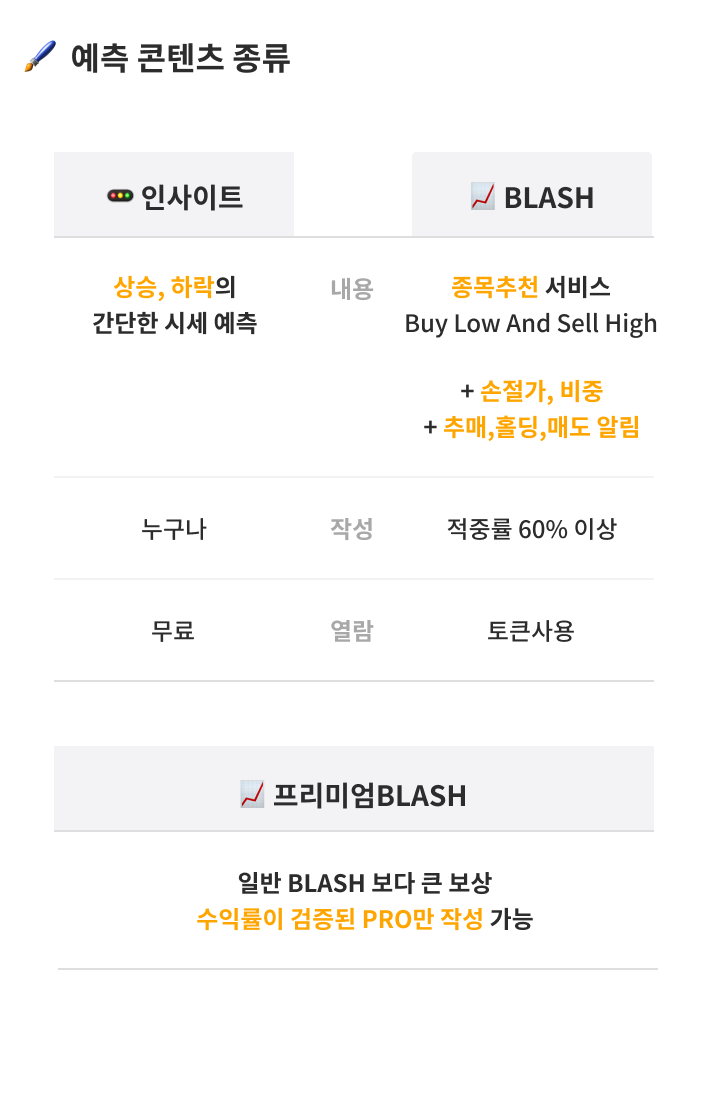 예측 콘텐츠 종류
인사이트
BLASH
상승, 하락의
간단한 시세 예측
내용
종목추천 서비스
Buy Low And Sell High
+ 손절가, 비중
+ 추매,홀딩,매도 알림
누구나
작성
적중률 60% 이상
무료
열람
토큰사용
프리미엄BLASH
일반 BLASH 보다 큰 보상
수익률이 검증된 PRO만 작성 가능